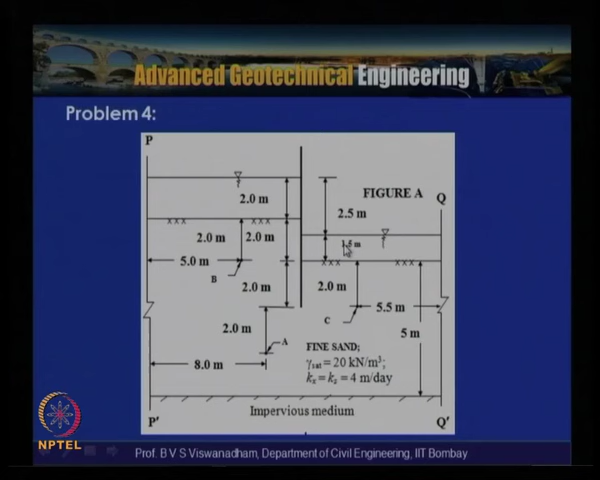 Advanced Geotechnical Engineering
Problem 4:
P
2.0 m
FIGURE A
Q
2.5 m
2.0 m
2.0 m
5.0 m
B
2.0 m
2.0 m
5.5 m
C
2.0 m
A
5 m
FINE SAND;
γsat = 20 kN/m³;
kx = kz = 4 m/day
8.0 m
Impervious medium
P'
Q'
NPTEL
Prof. B V S Viswanadham, Department of Civil Engineering, IIT Bombay